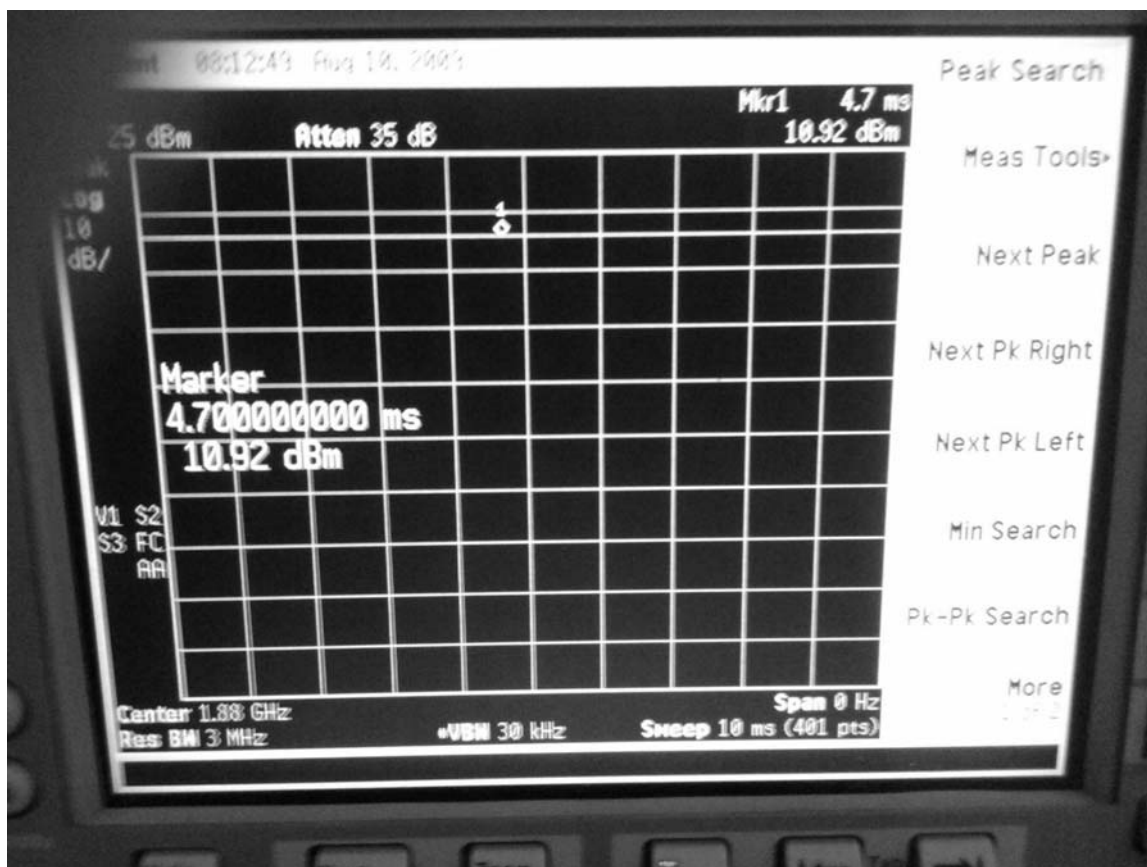 08:12:49 Aug 10, 2009
Peak Search
Mkr1 4.7 ms
25 dBm Atten 35 dB 10.92 dBm
Meas Tools
Log
10
dB/
1
Next Peak
Next Pk Right
Marker
4.700000000 ms
10.92 dBm
Next Pk Left
V1 S2
S3 FC
AA
Min Search
Pk-Pk Search
More
Center 1.88 GHz Span 0 Hz
Res BW 3 MHz *VBW 30 kHz Sweep 10 ms (401 pts)